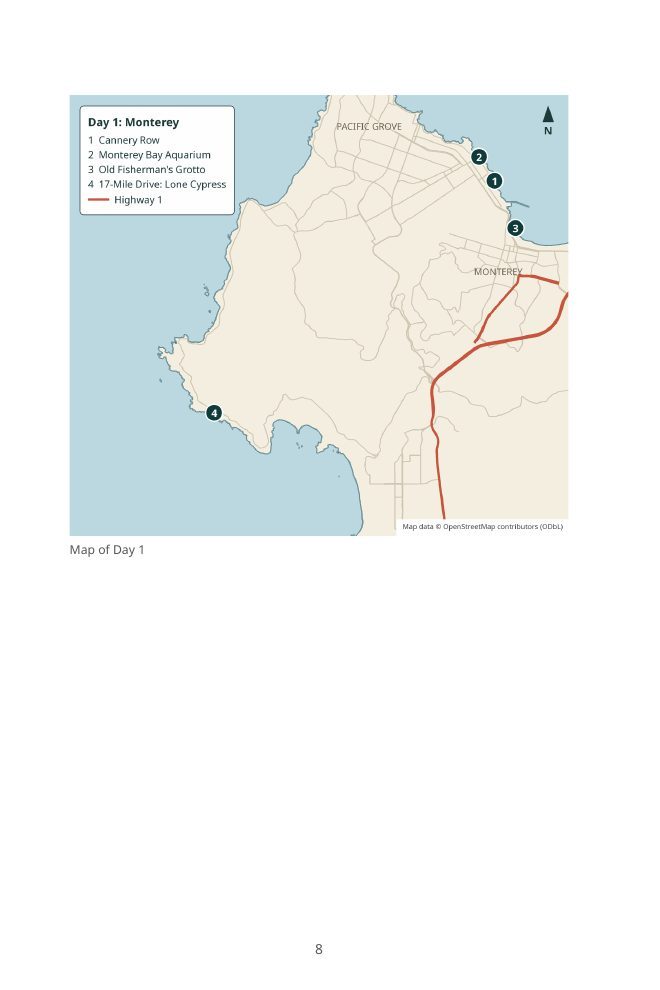 Day 1: Monterey
1 Cannery Row
2 Monterey Bay Aquarium
3 Old Fisherman's Grotto
4 17-Mile Drive: Lone Cypress
Highway 1
PACIFIC GROVE
N
2
1
3
MONTEREY
4
Map data © OpenStreetMap contributors (ODbL)
Map of Day 1
8